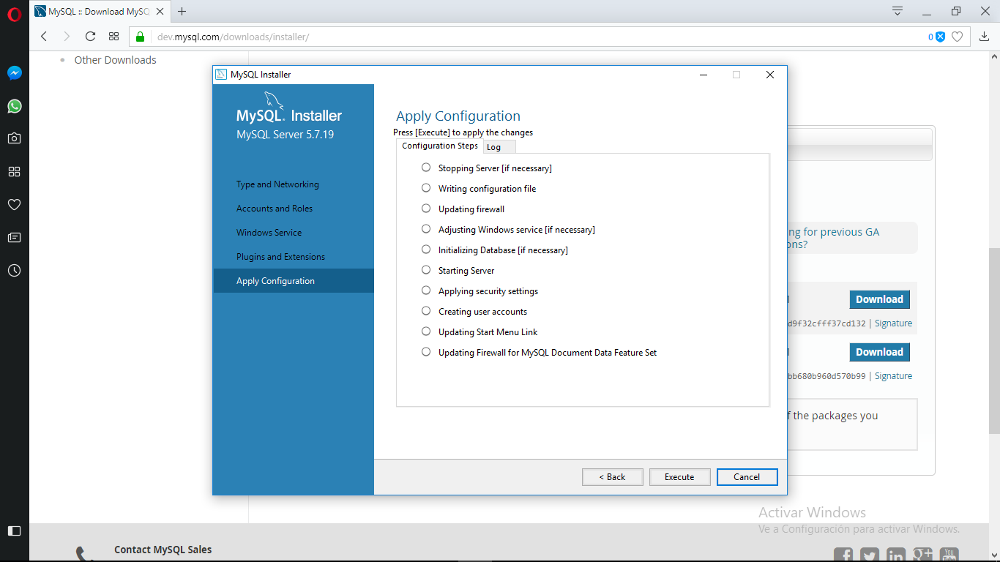 MySQL :: Download MySQ
dev.mysql.com/downloads/installer/
0
Other Downloads
MySQL Installer
MySQL. Installer
MySQL Server 5.7.19
Type and Networking
Accounts and Roles
Windows Service
Plugins and Extensions
Apply Configuration
Apply Configuration
Press [Execute] to apply the changes
Configuration Steps
Log
Stopping Server [if necessary]
Writing configuration file
Updating firewall
Adjusting Windows service [if necessary]
Initializing Database [if necessary]
Starting Server
Applying security settings
Creating user accounts
Updating Start Menu Link
Updating Firewall for MySQL Document Data Feature Set
< Back
Execute
Cancel
ng for previous GA
ons?
Download
d9f32cfff37cd132 | Signature
Download
bb680b960d570b99 | Signature
f the packages you
Activar Windows
Ve a Configuración para activar Windows.
Contact MySQL Sales
f
in
g+
You
Tube